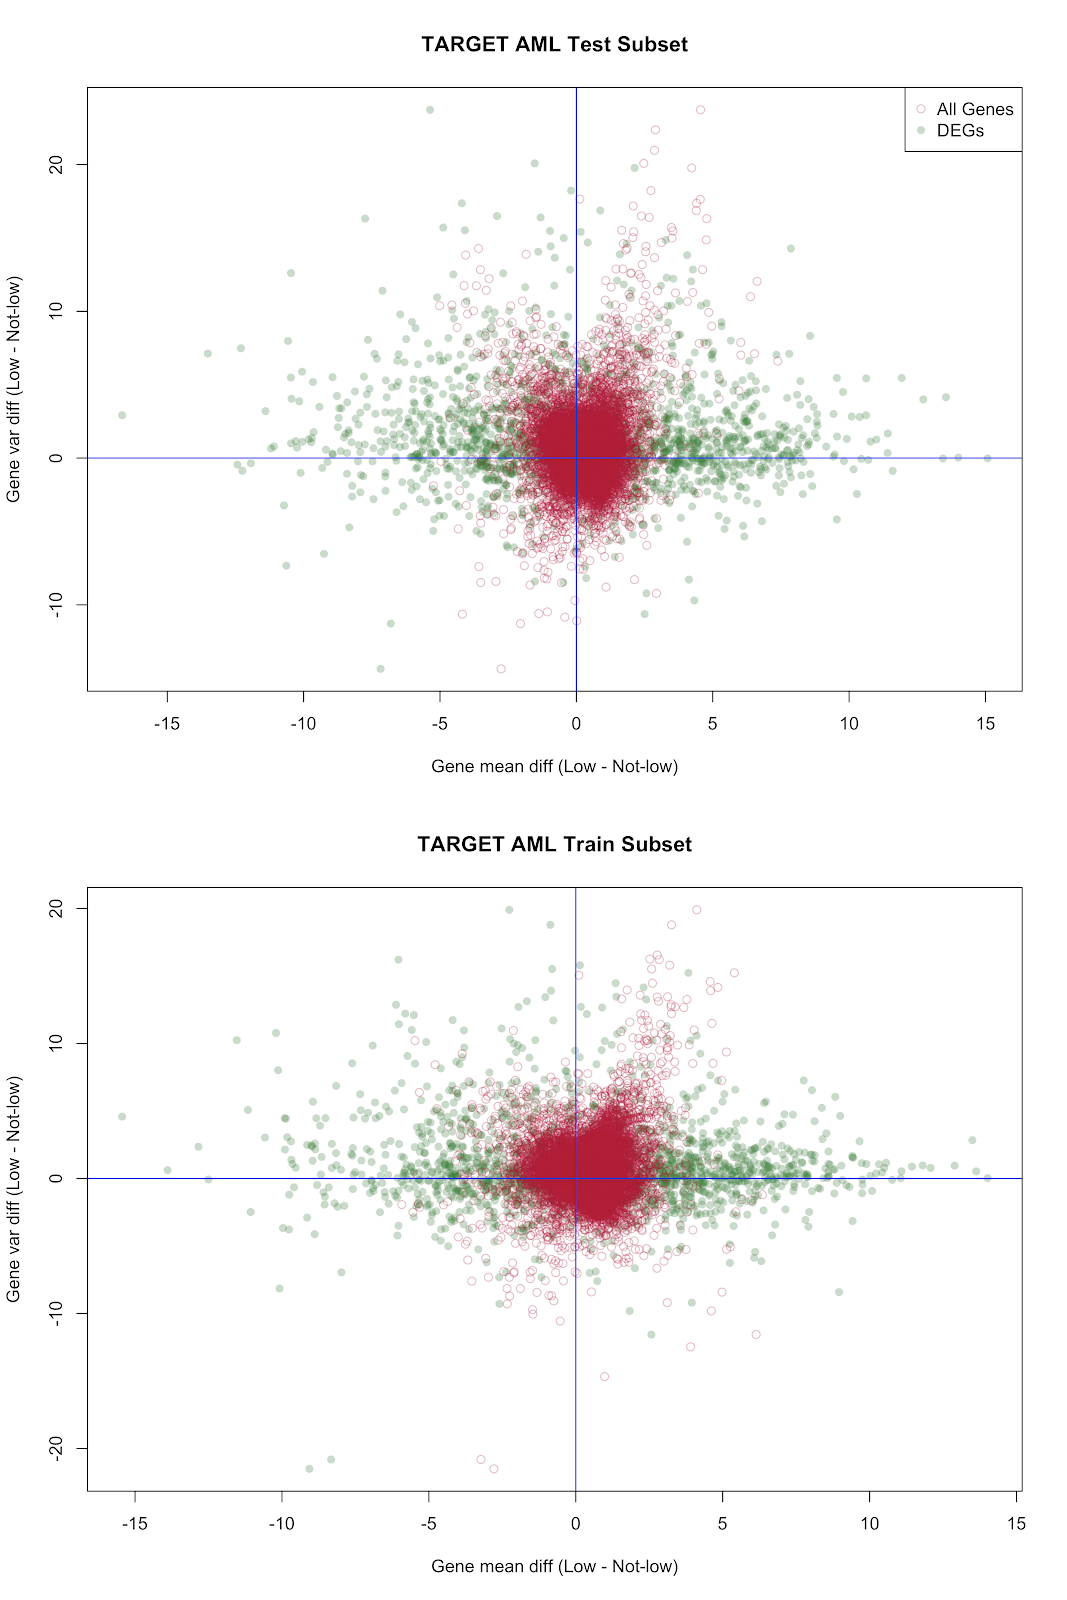 TARGET AML Test Subset
All Genes
DEGs
Gene var diff (Low - Not-low)
20
10
0
-10
-15
-10
-5
0
5
10
15
Gene mean diff (Low - Not-low)
TARGET AML Train Subset
Gene var diff (Low - Not-low)
20
10
0
-10
-20
-15
-10
-5
0
5
10
15
Gene mean diff (Low - Not-low)